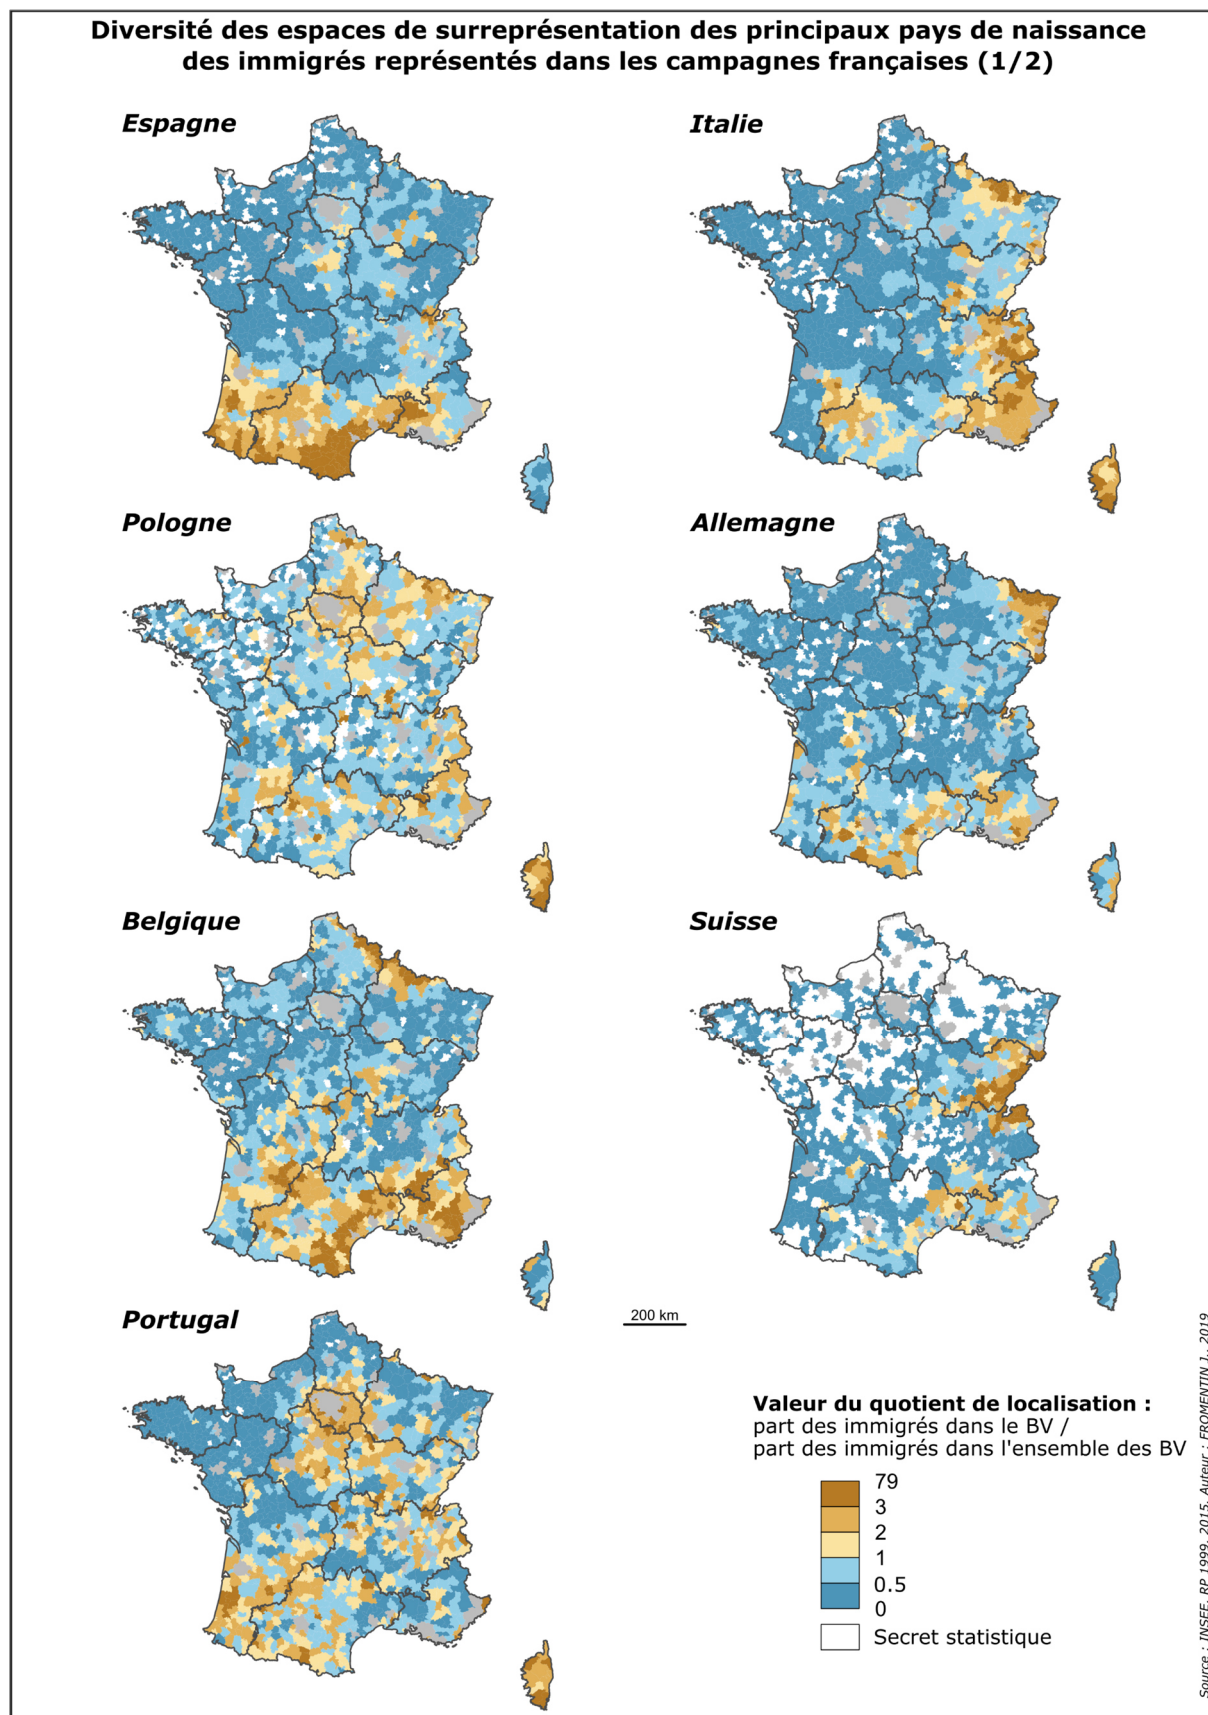 Diversité des espaces de surreprésentation des principaux pays de naissance
des immigrés représentés dans les campagnes françaises (1/2)
Espagne
Italie
Pologne
Allemagne
Belgique
Suisse
Portugal
200 km
Valeur du quotient de localisation :
part des immigrés dans le BV /
part des immigrés dans l'ensemble des BV
79
3
2
1
0.5
0
Secret statistique
Source : INSEE, RP 1999, 2015. Auteur : FROMENTIN J., 2019